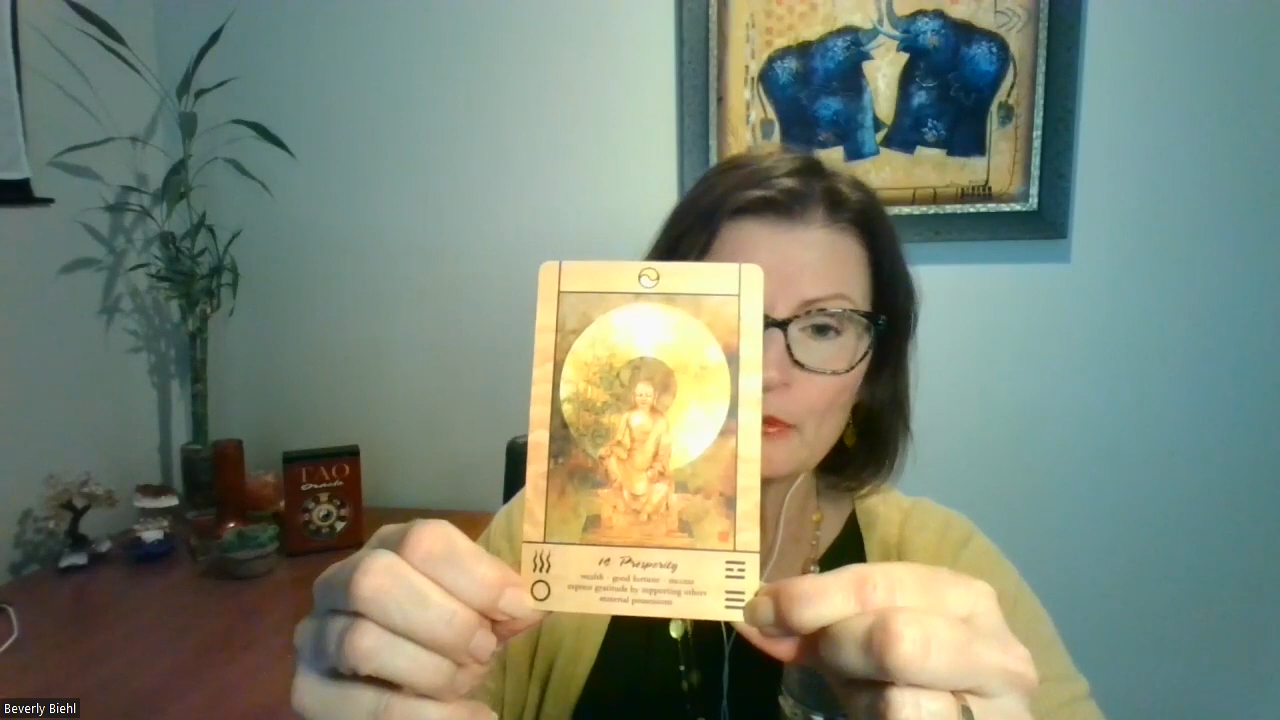 TAO
Oracle
14 Prosperity
wealth good fortune success
express gratitude by supporting others
material possessions
Beverly Biehl